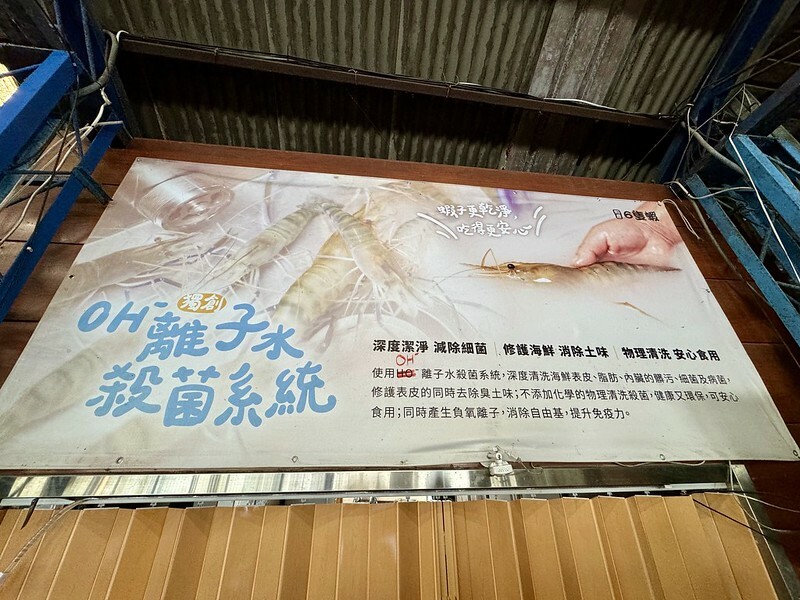 蝦子更乾淨,
吃得更安心
6隻蝦
獨創
OH⁻離子水
殺菌系統
深度潔淨 減除細菌 | 修護海鮮 消除土味 | 物理清洗 安心食用
OH⁻
使用 離子水殺菌系統,深度清洗海鮮表皮、脂肪、內臟的髒污、細菌及病菌,
修護表皮的同時去除臭土味;不添加化學的物理清洗殺菌,健康又環保,可安心
食用;同時產生負氧離子,消除自由基,提升免疫力。